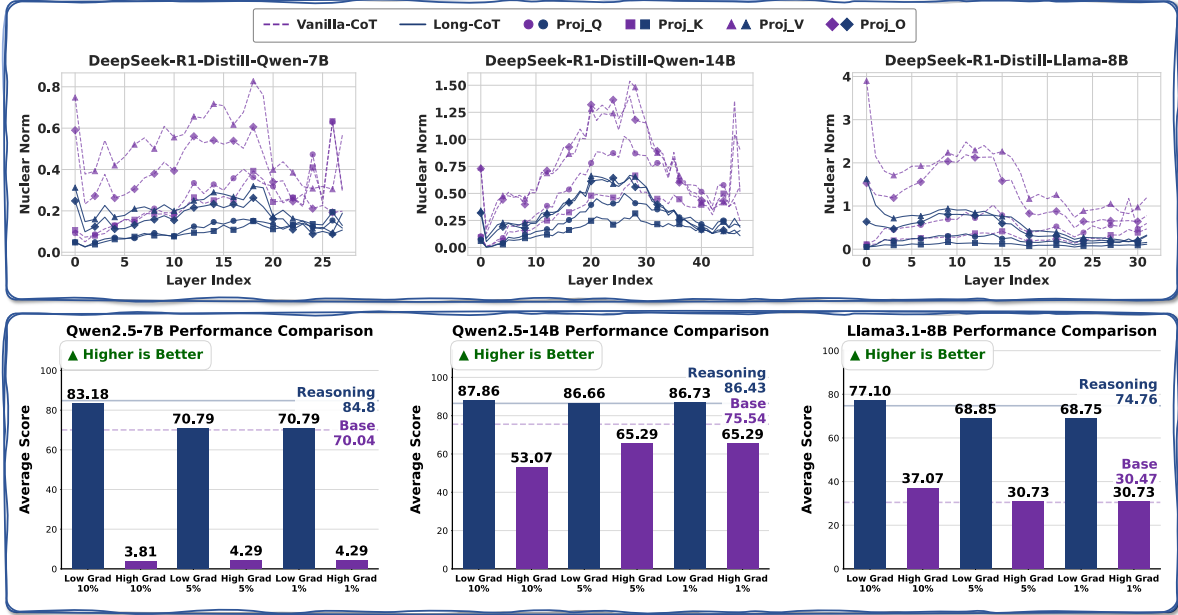 Vanilla-CoT Long-CoT Proj_Q Proj_K Proj_V Proj_O
DeepSeek-R1-Distill-Qwen-7B
Nuclear Norm
0.8
0.6
0.4
0.2
0.0
0 5 10 15 20 25
Layer Index
DeepSeek-R1-Distill-Qwen-14B
Nuclear Norm
1.50
1.25
1.00
0.75
0.50
0.25
0.00
0 10 20 30 40
Layer Index
DeepSeek-R1-Distill-Llama-8B
Nuclear Norm
4
3
2
1
0
0 5 10 15 20 25 30
Layer Index
Qwen2.5-7B Performance Comparison
▲ Higher is Better
Average Score
100
80
60
40
20
0
Reasoning
84.8
Base
70.04
83.18
3.81
70.79
4.29
70.79
4.29
Low Grad High Grad Low Grad High Grad Low Grad High Grad
10% 10% 5% 5% 1% 1%
Qwen2.5-14B Performance Comparison
▲ Higher is Better
Average Score
100
80
60
40
20
0
Reasoning
86.43
Base
75.54
87.86
53.07
86.66
65.29
86.73
65.29
Low Grad High Grad Low Grad High Grad Low Grad High Grad
10% 10% 5% 5% 1% 1%
Llama3.1-8B Performance Comparison
▲ Higher is Better
Average Score
100
80
60
40
20
0
Reasoning
74.76
Base
30.47
77.10
37.07
68.85
30.73
68.75
30.73
Low Grad High Grad Low Grad High Grad Low Grad High Grad
10% 10% 5% 5% 1% 1%